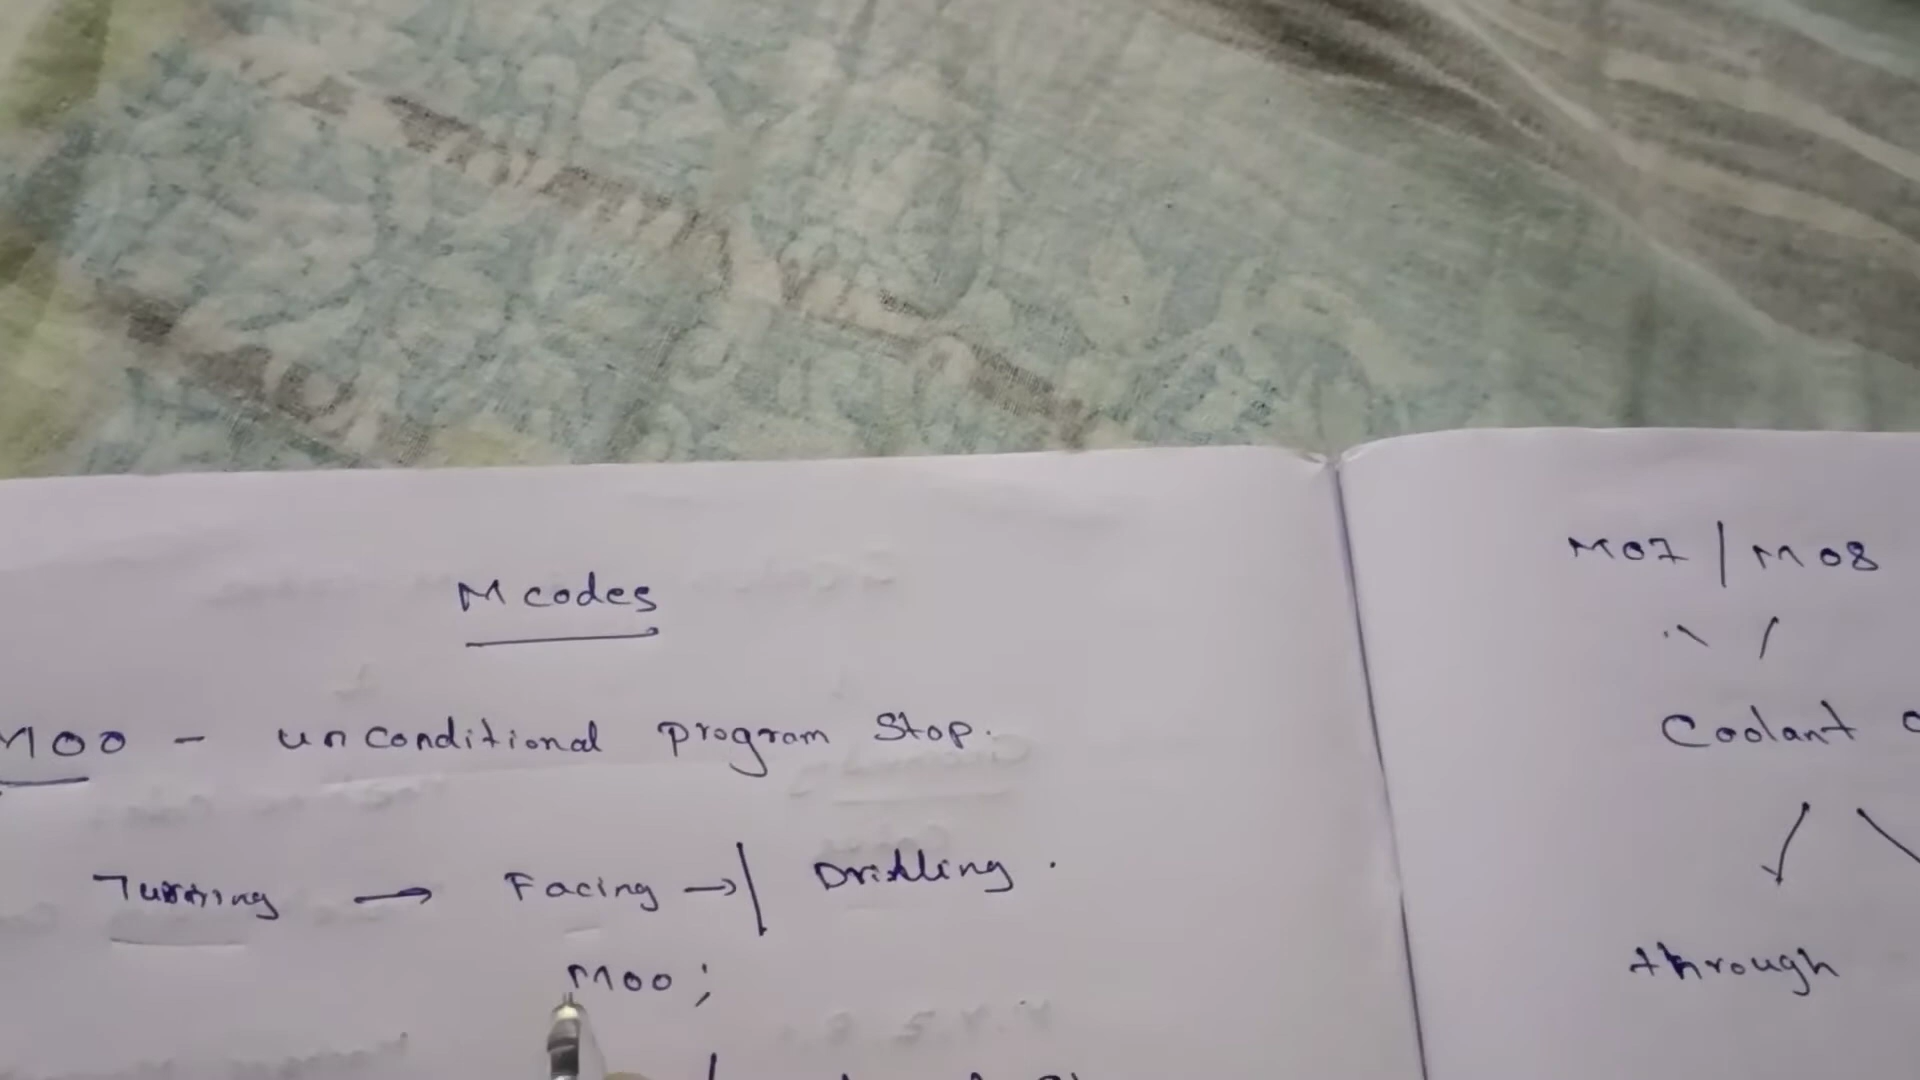 M codes
M00 - unconditional program Stop.
Turning → Facing → | Drilling.
M00 ;
M07 / M08
Coolant
through